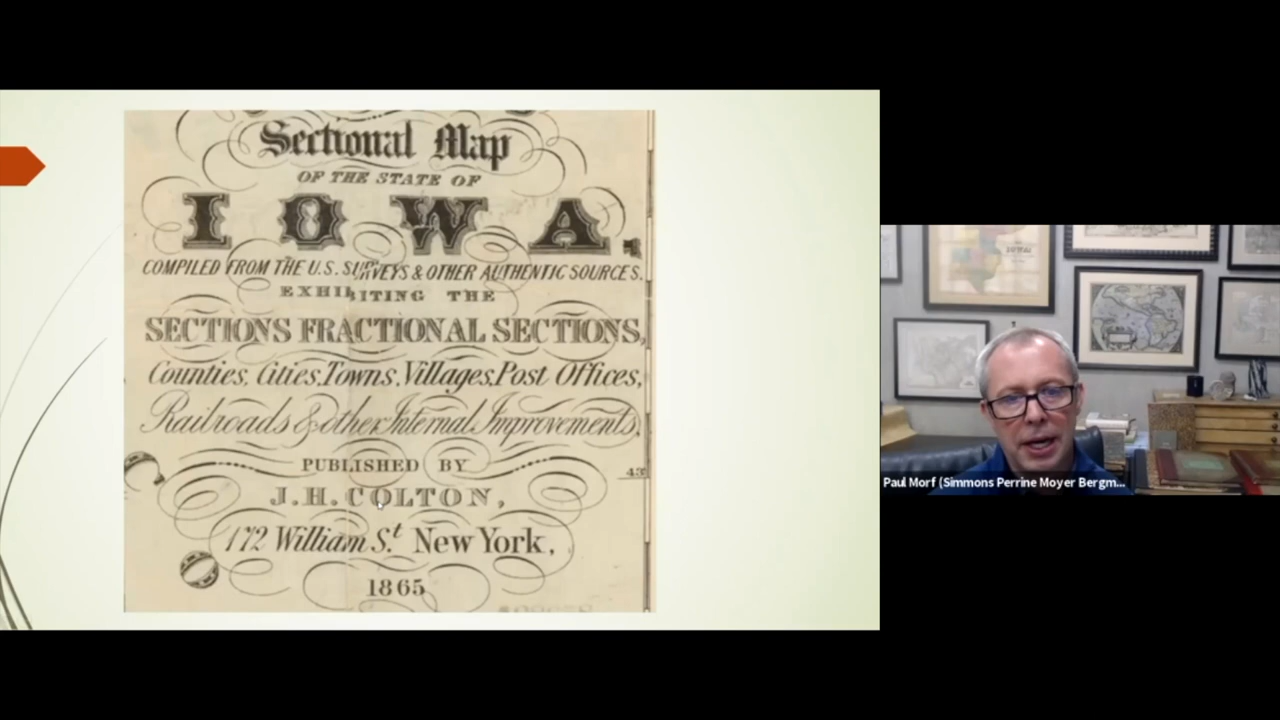 Sectional Map
OF THE STATE OF
IOWA
COMPILED FROM THE U.S. SURVEYS & OTHER AUTHENTIC SOURCES.
EXHIBITING THE
SECTIONS FRACTIONAL SECTIONS,
Counties, Cities, Towns, Villages, Post Offices,
Railroads & other Internal Improvements,
PUBLISHED BY
43
J.H. COLTON,
172 William St. New York,
1865
Paul Morf (Simmons Perrine Moyer Bergm...